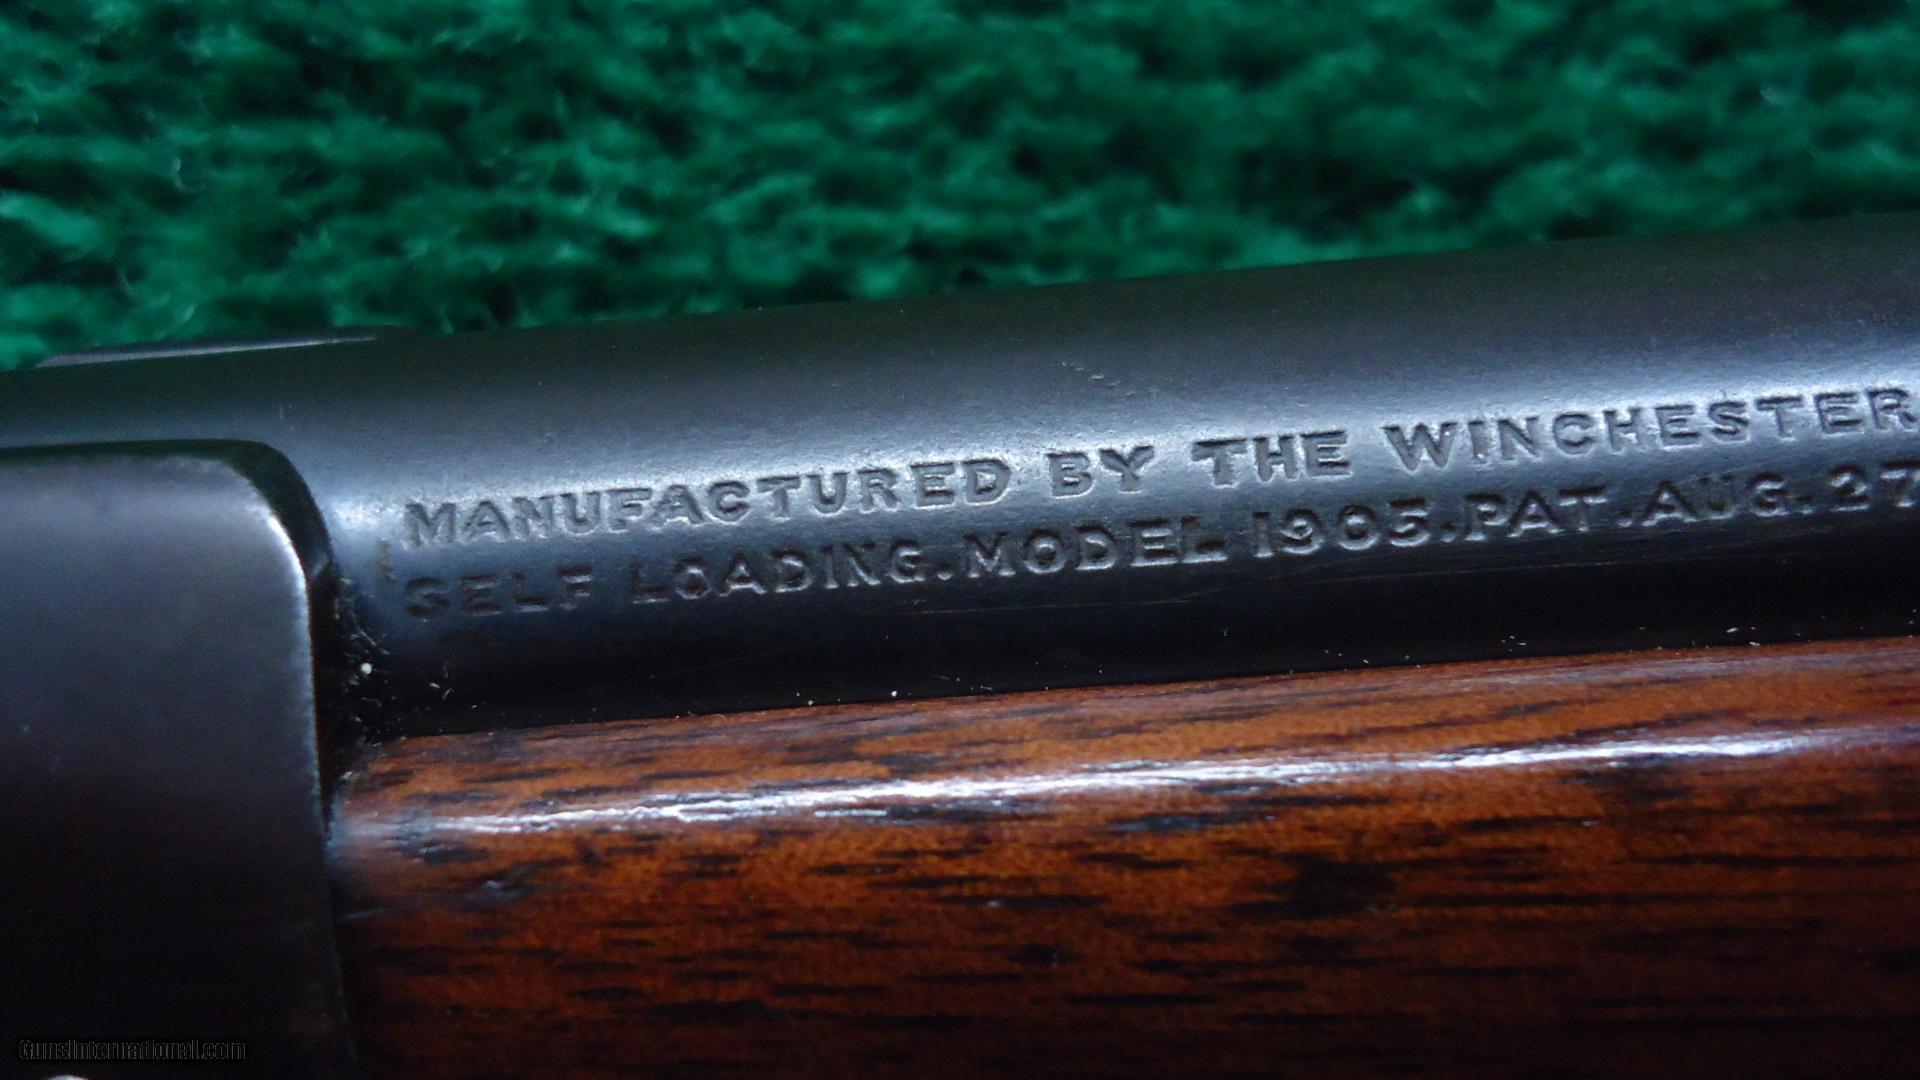 MANUFACTURED BY THE WINCHESTER
SELF LOADING. MODEL 1905. PAT. AUG. 27
GunsInternational.com